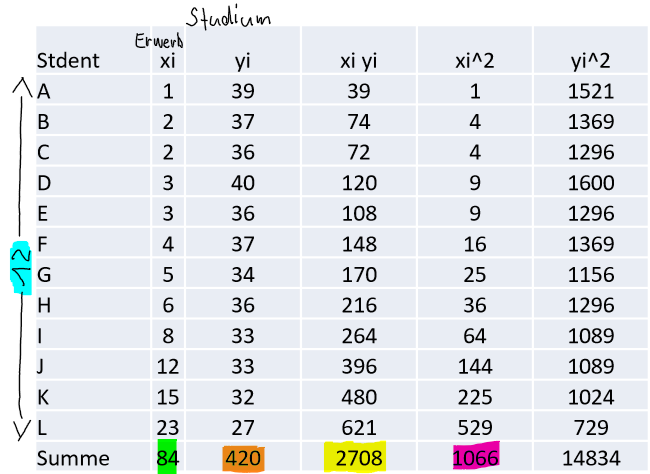 Studium
Erwerb
Stdent xi yi xi yi xi^2 yi^2
A 1 39 39 1 1521
B 2 37 74 4 1369
C 2 36 72 4 1296
D 3 40 120 9 1600
E 3 36 108 9 1296
F 4 37 148 16 1369
12
G 5 34 170 25 1156
H 6 36 216 36 1296
I 8 33 264 64 1089
J 12 33 396 144 1089
K 15 32 480 225 1024
L 23 27 621 529 729
Summe 84 420 2708 1066 14834